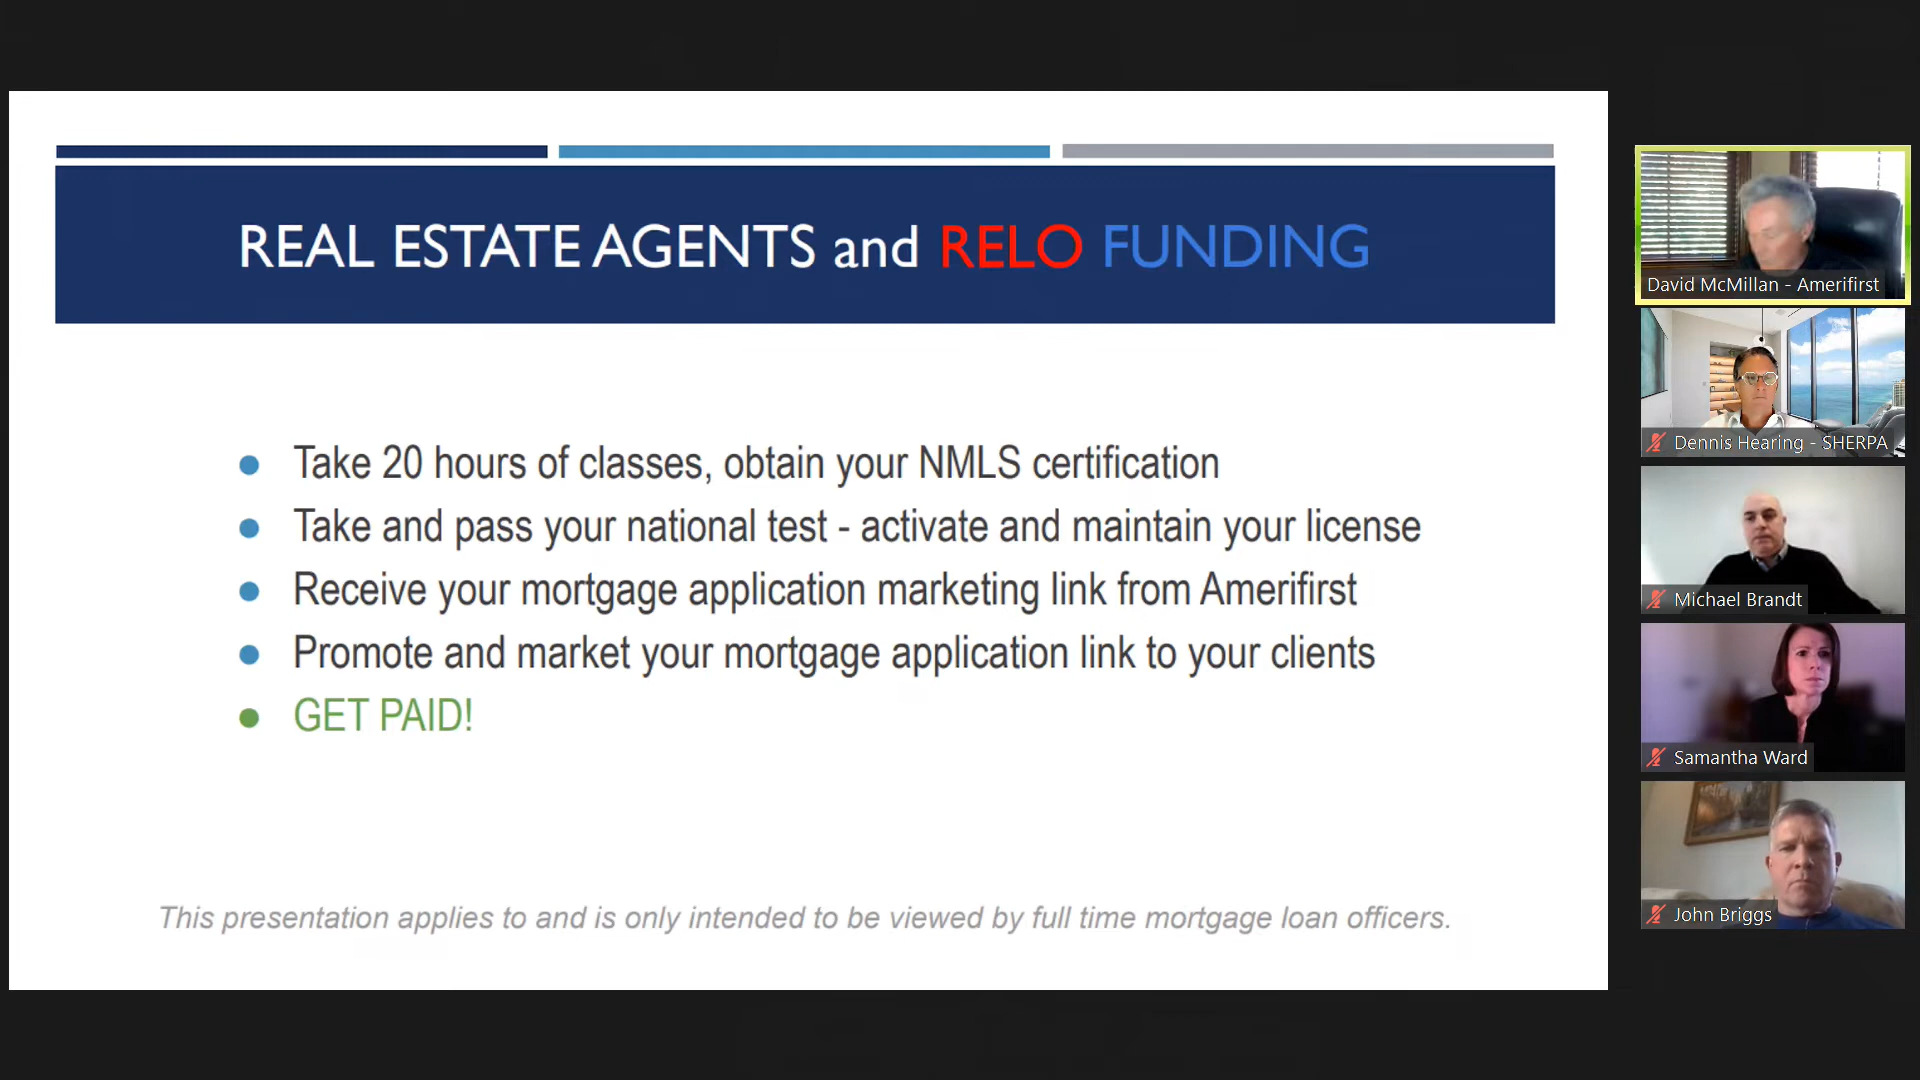 REAL ESTATE AGENTS and RELO FUNDING
Take 20 hours of classes, obtain your NMLS certification
Take and pass your national test - activate and maintain your license
Receive your mortgage application marketing link from Amerifirst
Promote and market your mortgage application link to your clients
GET PAID!
This presentation applies to and is only intended to be viewed by full time mortgage loan officers.
David McMillan - Amerifirst
Dennis Hearing - SHERPA
Michael Brandt
Samantha Ward
John Briggs